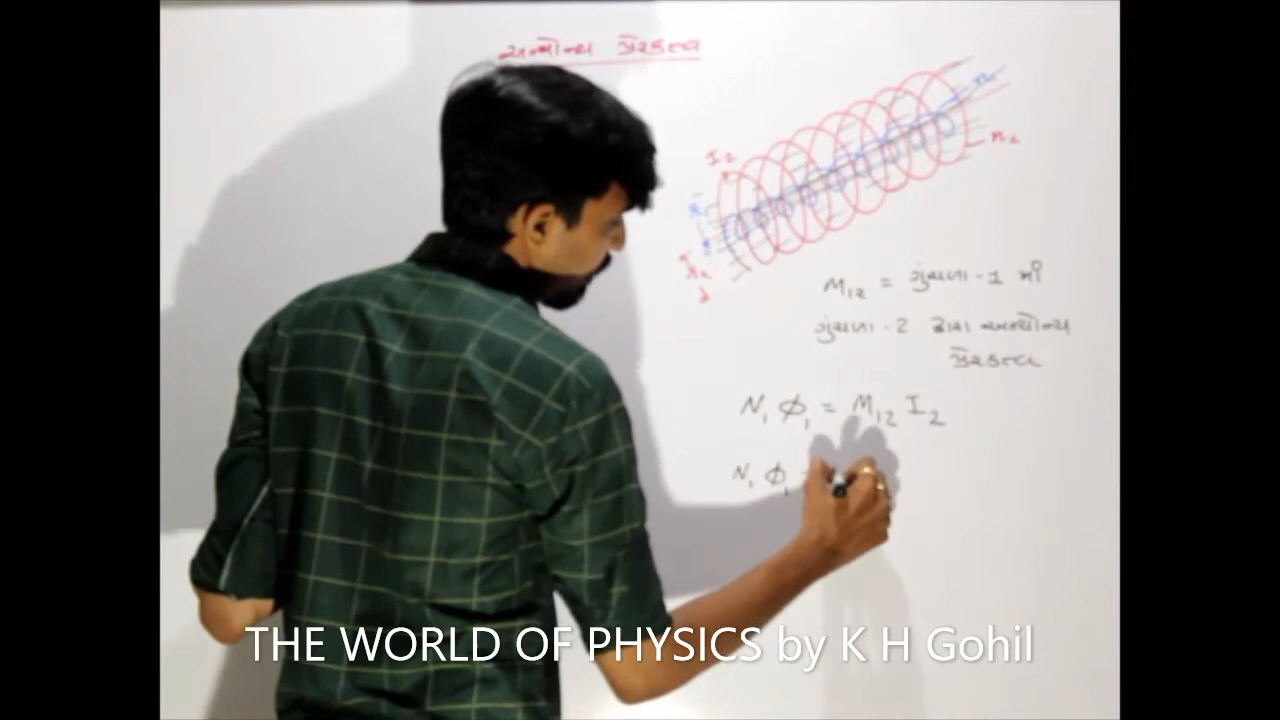 અન્યોન્ય પ્રેરકત્વ
I2
n2
M12 = ગુંચળા-1 ની
ગુંચળા-2 દ્વારા અન્યોન્ય
પ્રેરકત્વ
N1 ϕ1 = M12 I2
N1 ϕ1 =
THE WORLD OF PHYSICS by K H Gohil